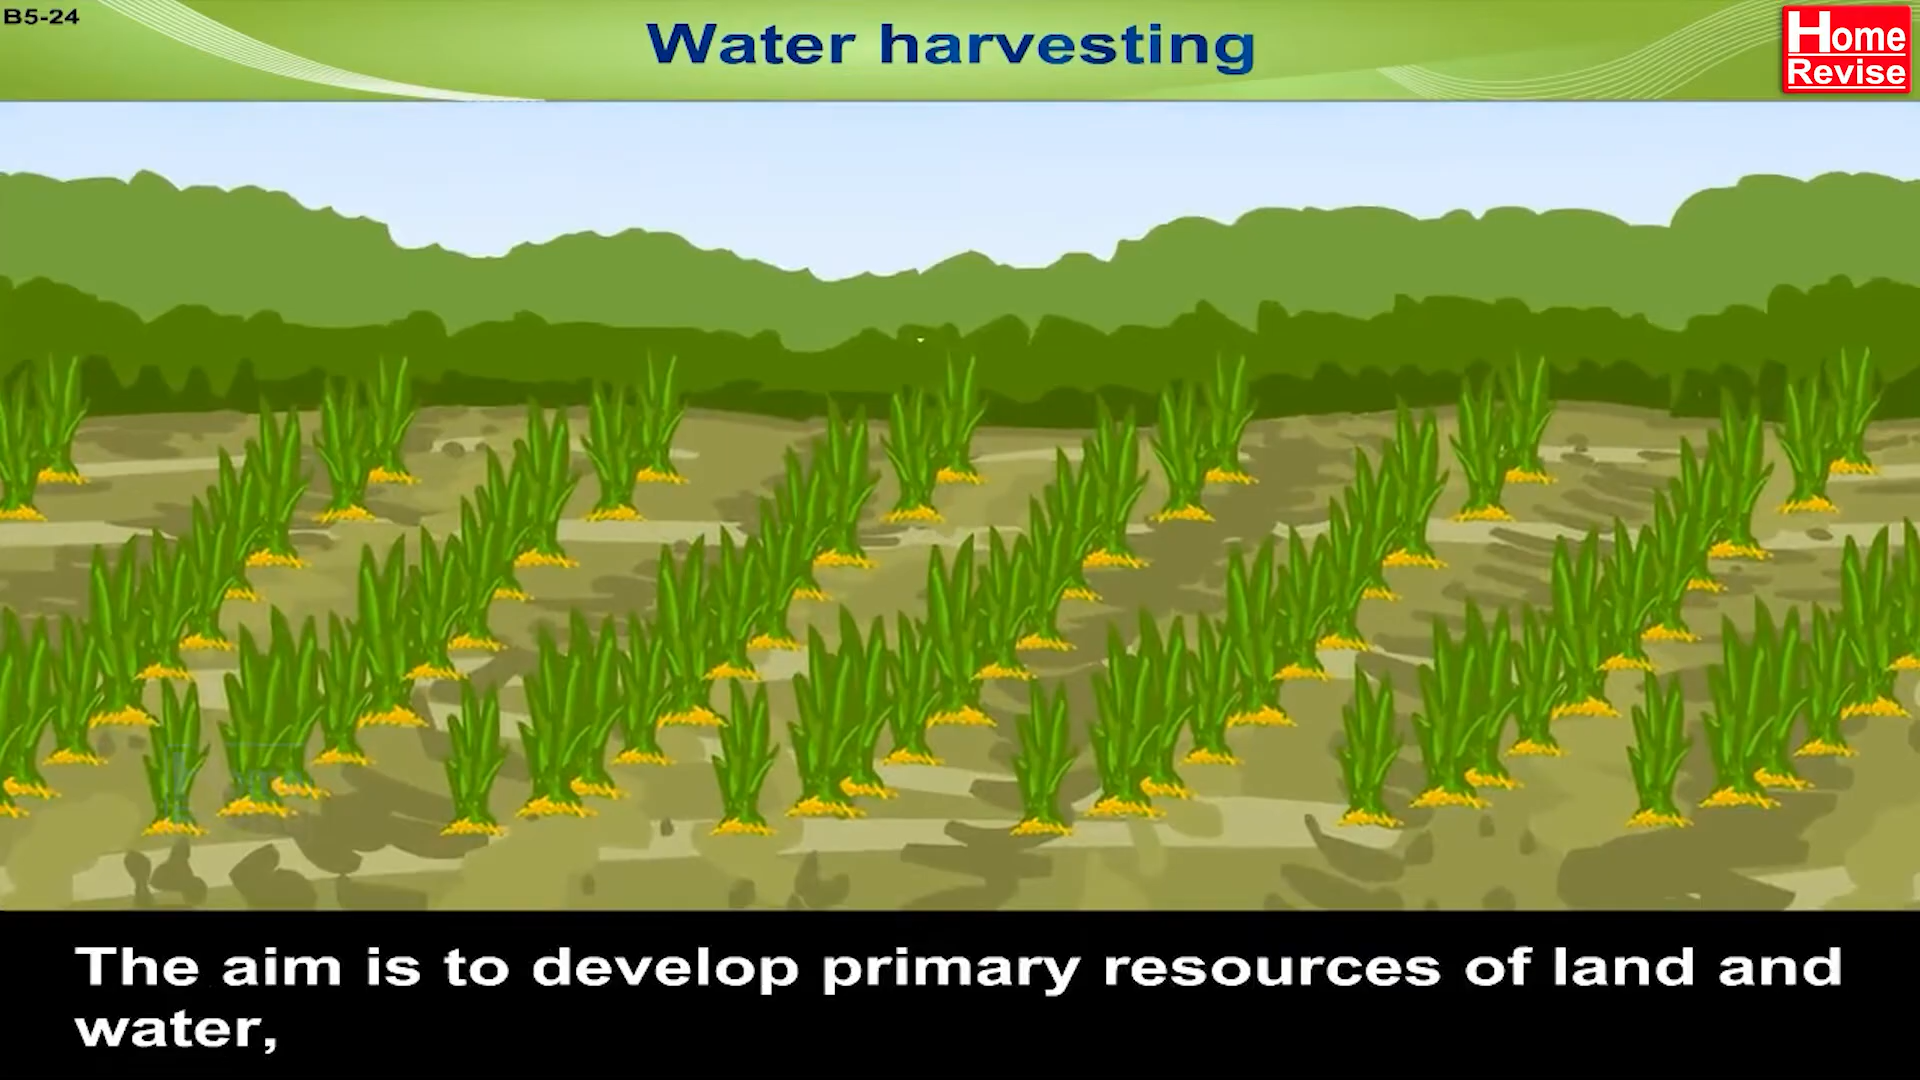 B5-24
Water harvesting
Home
Revise
The aim is to develop primary resources of land and
water,